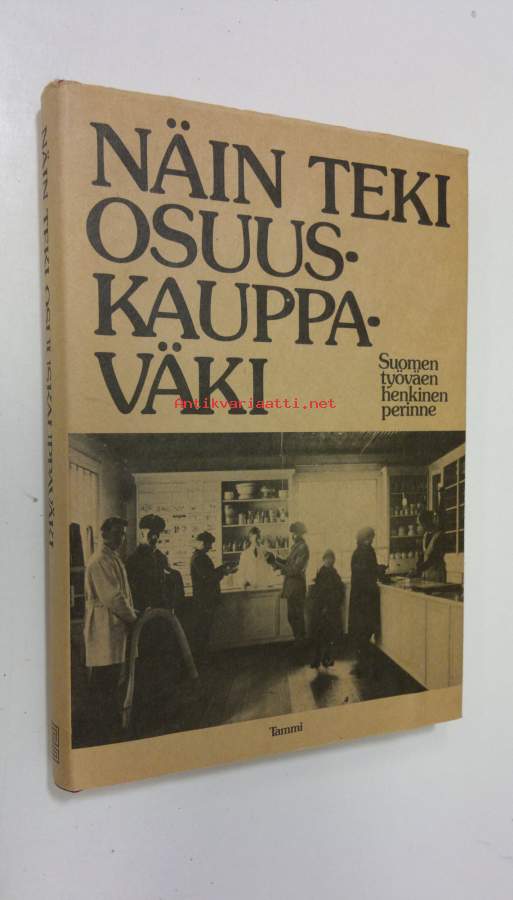 NÄIN TEKI
OSUUS-
KAUPPA-
VÄKI
Suomen
työväen
henkinen
perinne
Antikvariaatti.net
Tammi
NÄIN TEKI OSUUSKAUPPAVÄKI